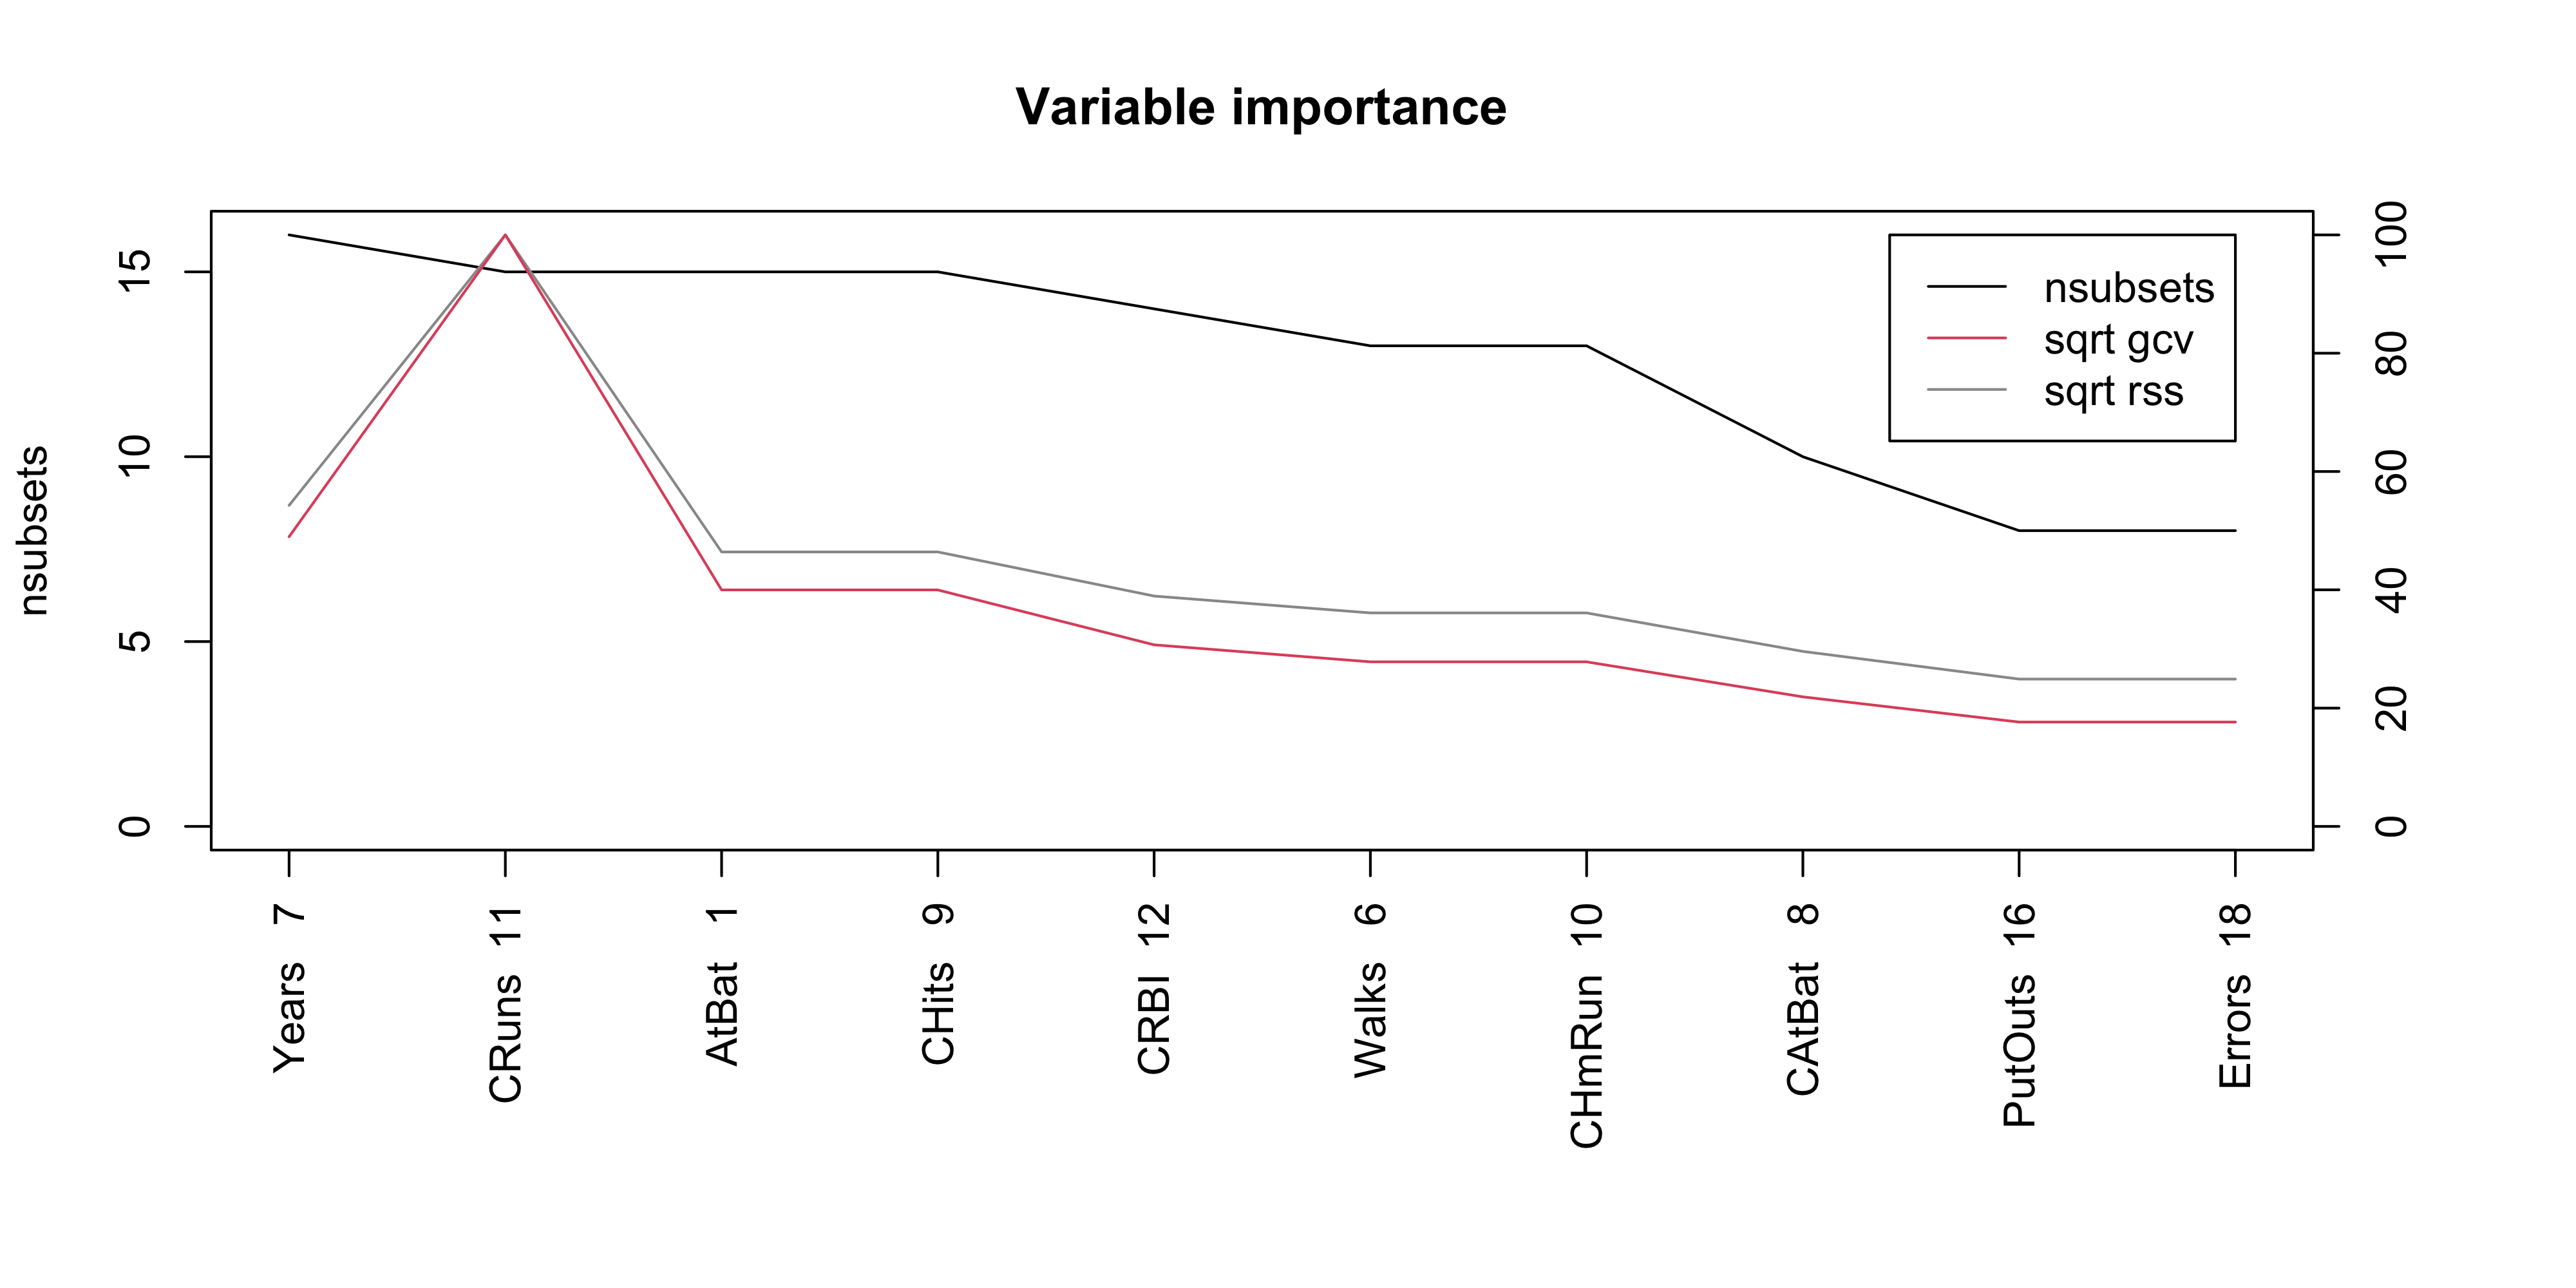 Variable importance
nsubsets
15
10
5
0
100
80
60
40
20
0
nsubsets
sqrt gcv
sqrt rss
Years 7
CRuns 11
AtBat 1
CHits 9
CRBI 12
Walks 6
CHmRun 10
CAtBat 8
PutOuts 16
Errors 18